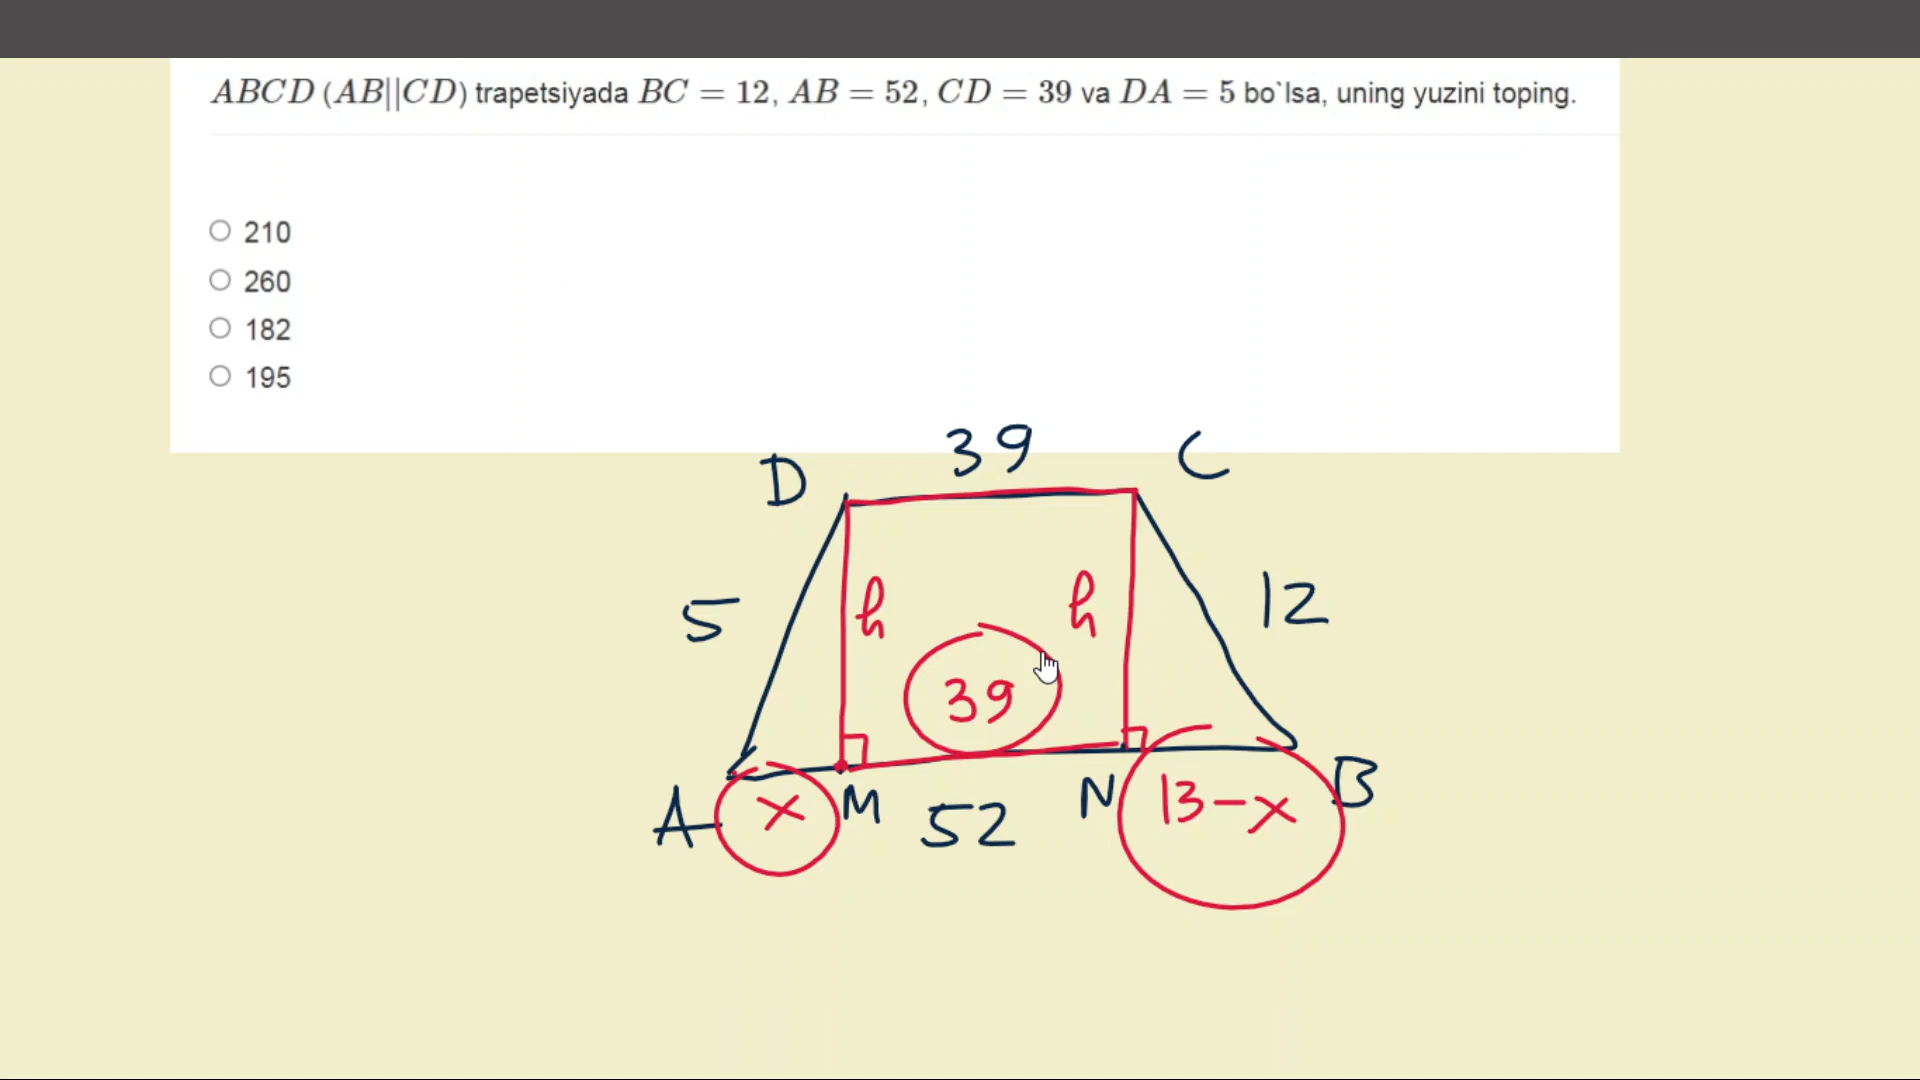 ABCD (AB||CD) trapetsiyada BC = 12, AB = 52, CD = 39 va DA = 5 bo`lsa, uning yuzini toping.
210
260
182
195
39
D
C
5
h
h
12
39
A
x
M
52
N
13-x
B